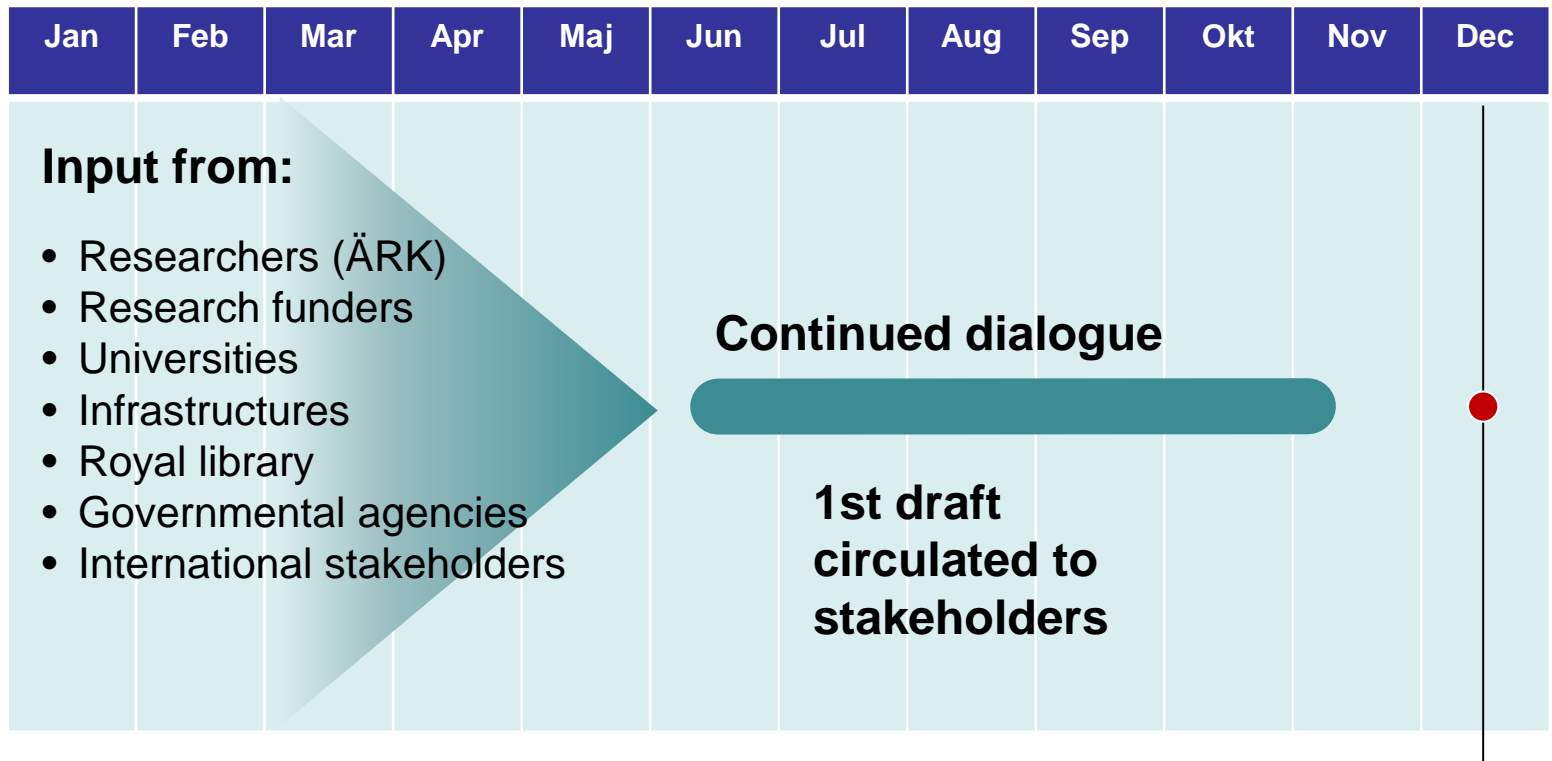 Jan Feb Mar Apr Maj Jun Jul Aug Sep Okt Nov Dec
Input from:
• Researchers (ÄRK)
• Research funders
• Universities
• Infrastructures
• Royal library
• Governmental agencies
• International stakeholders
Continued dialogue
1st draft
circulated to
stakeholders